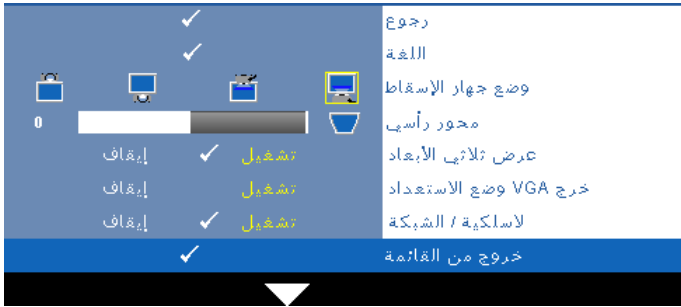 رجوع
اللغة
وضع جهاز الإسقاط
محور رأسي 0
عرض ثلاثي الأبعاد تشغيل إيقاف
خرج VGA وضع الاستعداد تشغيل إيقاف
لاسلكية / الشبكة تشغيل إيقاف
خروج من القائمة